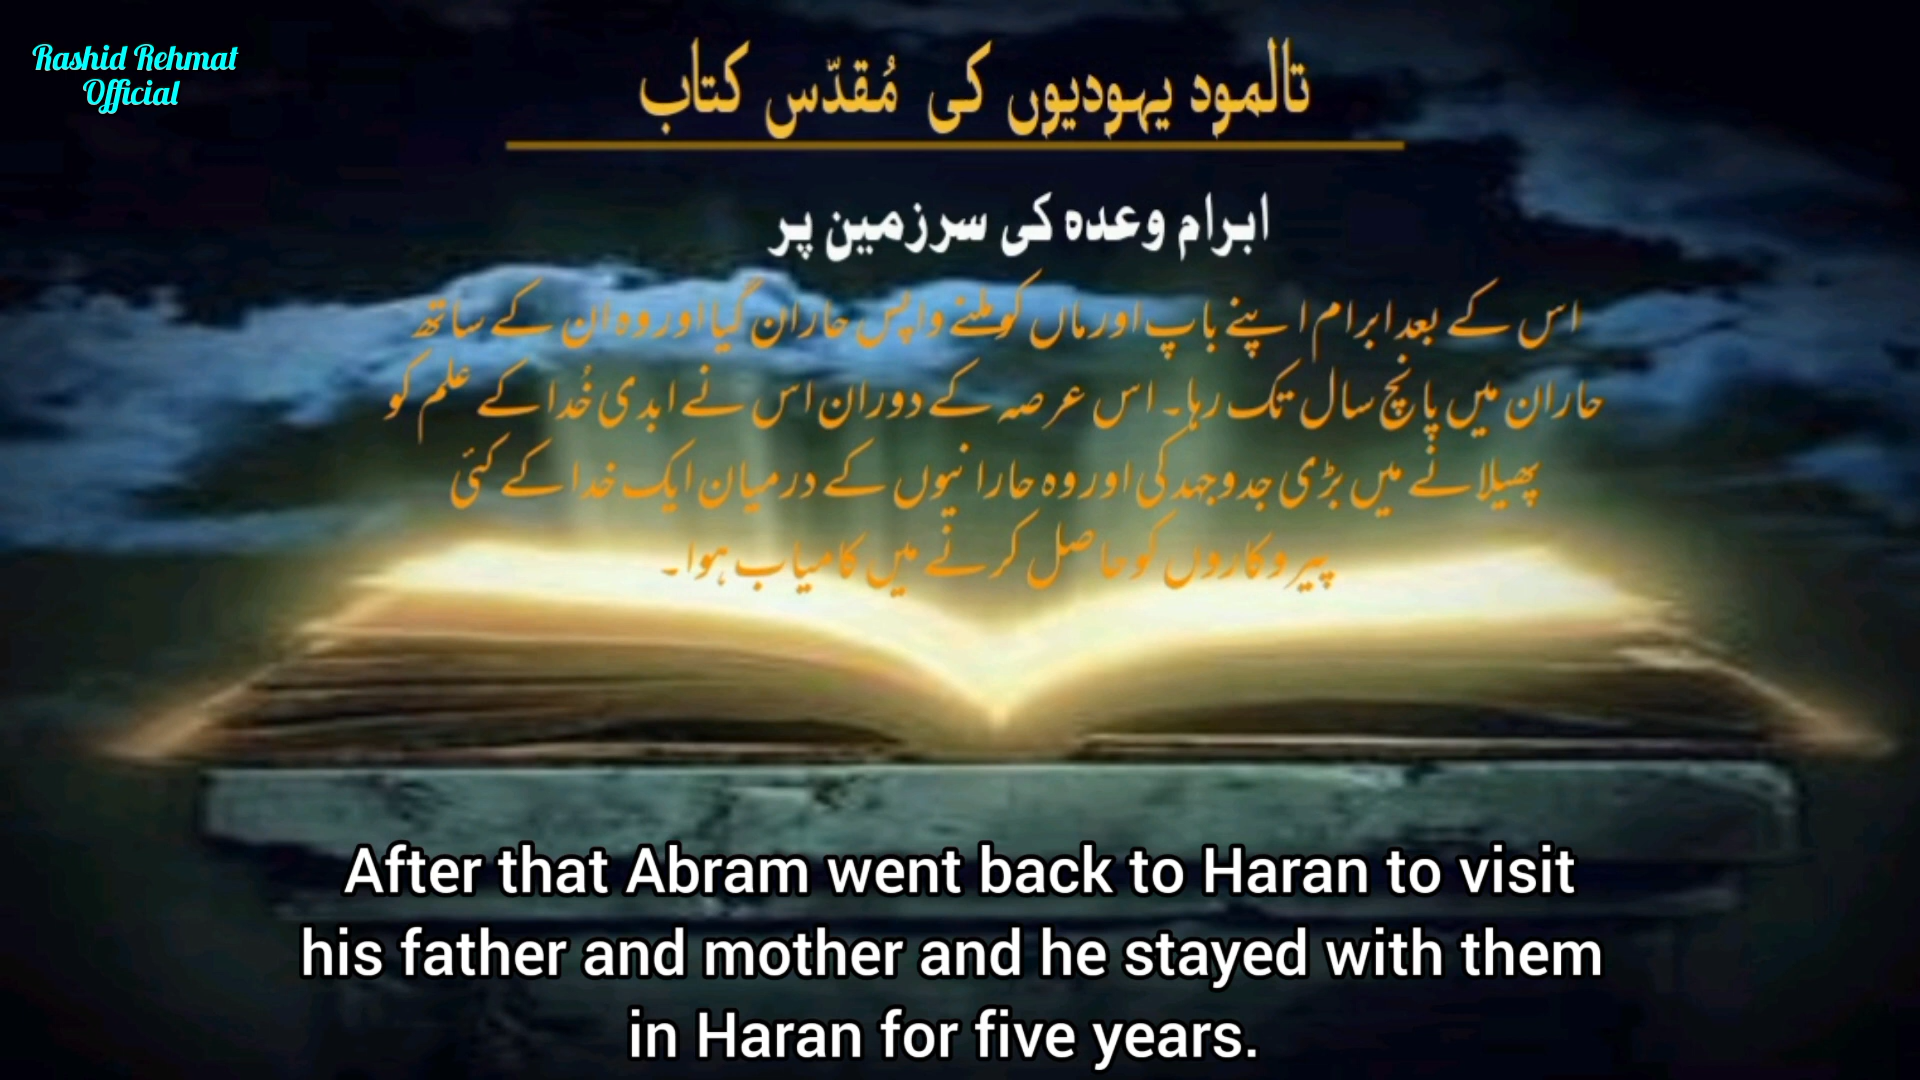 Rashid Rehmat
Official
تالمود یہودیوں کی مُقدّس کتاب
ابرام وعدہ کی سرزمین پر
اس کے بعد ابرام اپنے باپ اور ماں کو ملنے واپس حاران گیا اور وہ ان کے ساتھ
حاران میں پانچ سال تک رہا۔ اس عرصہ کے دوران اس نے ابدی خُدا کے علم کو
پھیلانے میں بڑی جدوجہد کی اور وہ حارانیوں کے درمیان ایک خدا کے کئی
پیروکاروں کو حاصل کرنے میں کامیاب ہوا۔
After that Abram went back to Haran to visit
his father and mother and he stayed with them
in Haran for five years.